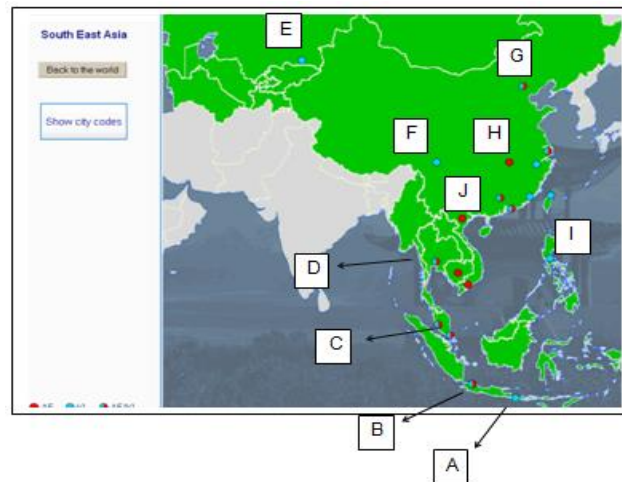 South East Asia
Back to the world
Show city codes
E
G
F
H
J
I
D
C
B
A